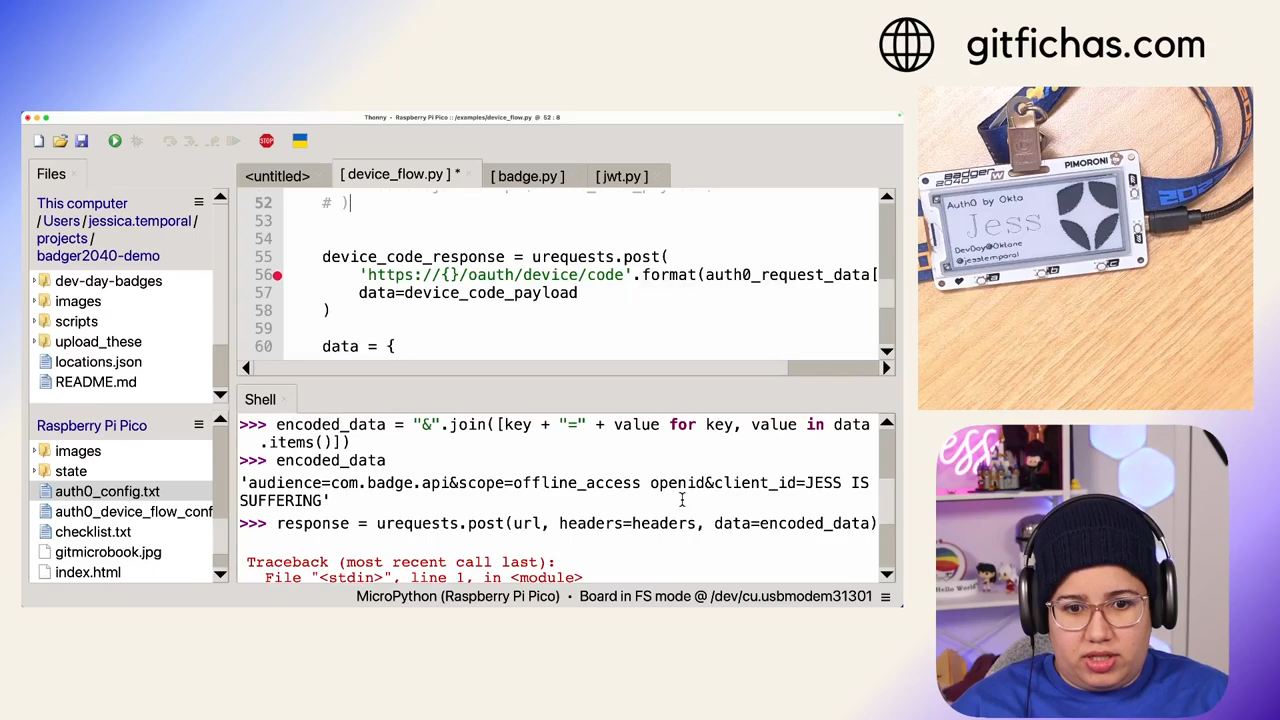 gitfichas.com
Thonny - Raspberry Pi Pico :: /examples/device_flow.py @ 52 : 8
Files
This computer
/Users/jessica.temporal/
projects/
badger2040-demo
dev-day-badges
images
scripts
upload_these
locations.json
README.md
Raspberry Pi Pico
images
state
auth0_config.txt
auth0_device_flow_conf
checklist.txt
gitmicrobook.jpg
index.html
<untitled>
[ device_flow.py ] *
[ badge.py ]
[ jwt.py ]
52 # )
53
54
55 device_code_response = urequests.post(
56 'https://{}/oauth/device/code'.format(auth0_request_data[
57 data=device_code_payload
58 )
59
60 data = {
Shell
>>> encoded_data = "&".join([key + "=" + value for key, value in data
.items()])
>>> encoded_data
'audience=com.badge.api&scope=offline_access openid&client_id=JESS IS
SUFFERING'
>>> response = urequests.post(url, headers=headers, data=encoded_data)
Traceback (most recent call last):
File "<stdin>", line 1, in <module>
MicroPython (Raspberry Pi Pico) • Board in FS mode @ /dev/cu.usbmodem31301
STOP
PIMORONI
badger
2040
Auth0 by Okta
Jess
DevDay@Oktane
@jesstemporal
Hello World